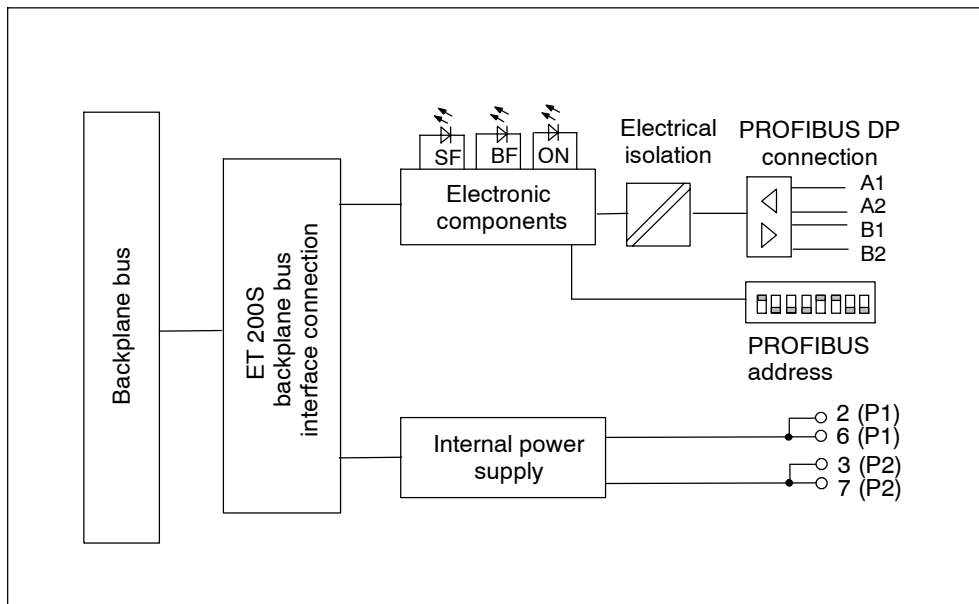 Backplane bus
ET 200S
backplane bus
interface connection
SF
BF
ON
Electronic
components
Electrical
isolation
PROFIBUS DP
connection
A1
A2
B1
B2
PROFIBUS
address
Internal power
supply
2 (P1)
6 (P1)
3 (P2)
7 (P2)